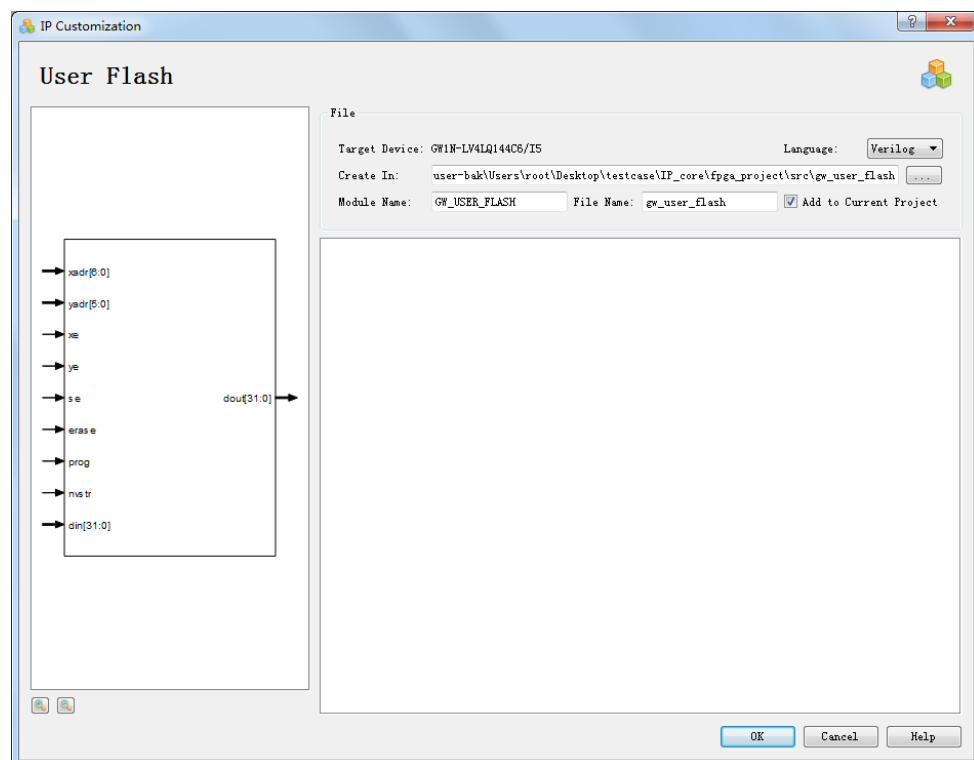 IP Customization
User Flash
File
Target Device: GW1N-LV4LQ144C6/I5
Language: Verilog
Create In: user-bak\Users\root\Desktop\testcase\IP_core\fpga_project\src\gw_user_flash ...
Module Name: GW_USER_FLASH
File Name: gw_user_flash
Add to Current Project
xadr[6:0]
yadr[5:0]
xe
ye
se
dout[31:0]
erase
prog
nvstr
din[31:0]
OK
Cancel
Help